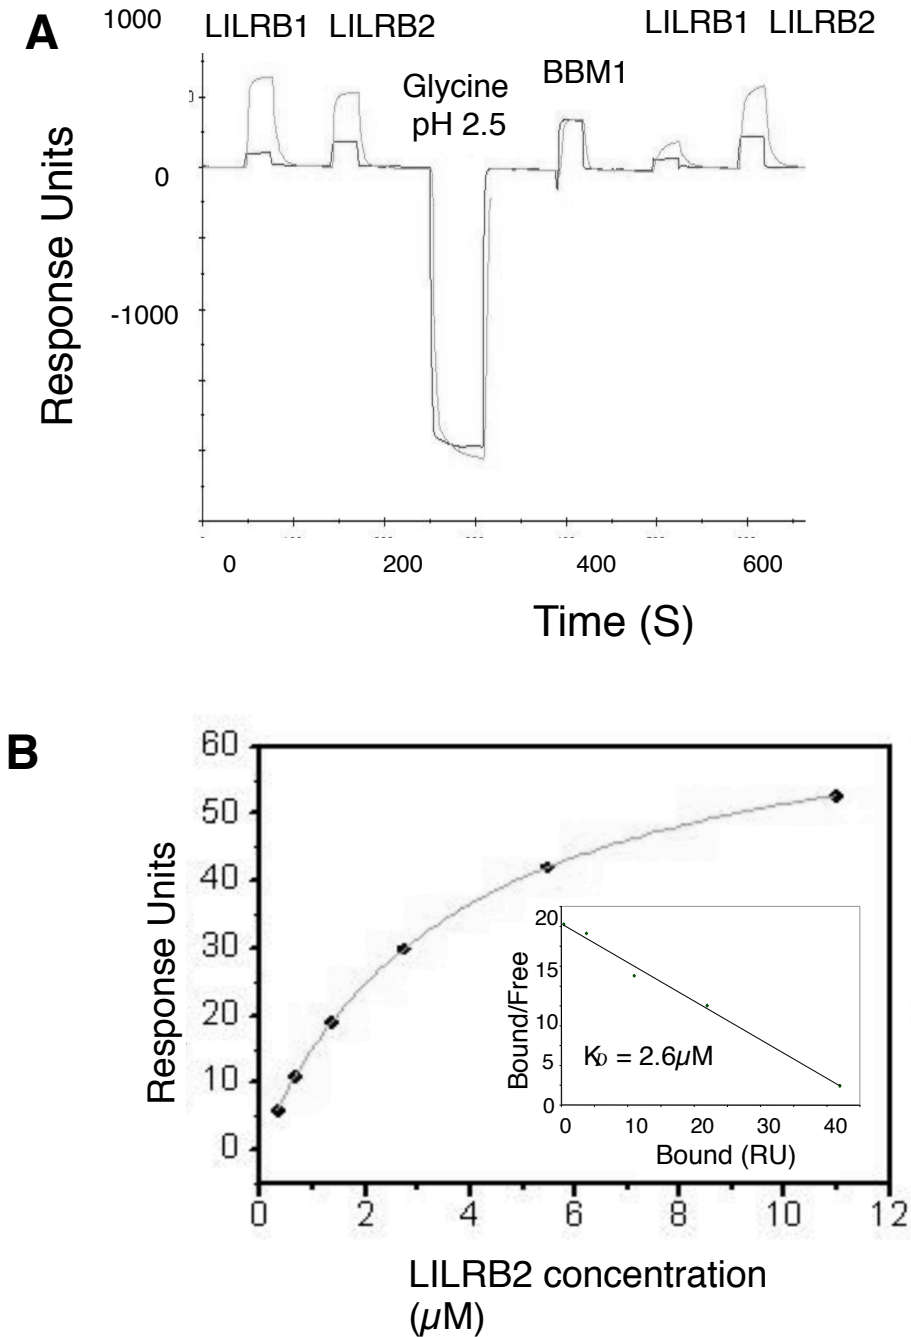 A
1000
LILRB1 LILRB2
LILRB1 LILRB2
Glycine
pH 2.5
BBM1
Response Units
0
-1000
0 200 400 600
Time (S)
B
60
50
40
30
20
10
0
Response Units
0 2 4 6 8 10 12
LILRB2 concentration
(µM)
20
15
10
5
0
Bound/Free
KD = 2.6µM
0 10 20 30 40
Bound (RU)